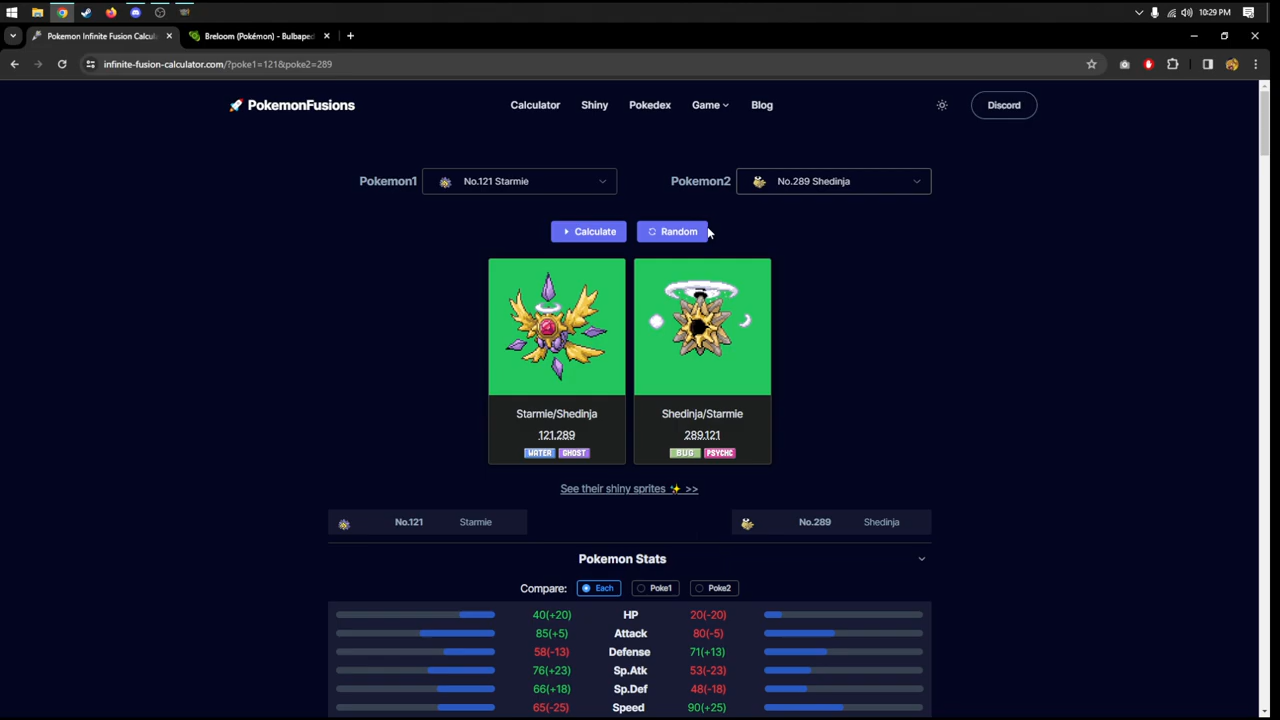 10:29 PM
Pokemon Infinite Fusion Calcula
Breloom (Pokémon) - Bulbaped
infinite-fusion-calculator.com/?poke1=121&poke2=289
PokemonFusions
Calculator Shiny Pokedex Game Blog
Discord
Pokemon1 No.121 Starmie Pokemon2 No.289 Shedinja
Calculate Random
Starmie/Shedinja Shedinja/Starmie
121.289 289.121
WATER GHOST BUG PSYCHC
See their shiny sprites ✨ >>
No.121 Starmie No.289 Shedinja
Pokemon Stats
Compare: Each Poke1 Poke2
40(+20) HP 20(-20)
85(+5) Attack 80(-5)
58(-13) Defense 71(+13)
76(+23) Sp.Atk 53(-23)
66(+18) Sp.Def 48(-18)
65(-25) Speed 90(+25)